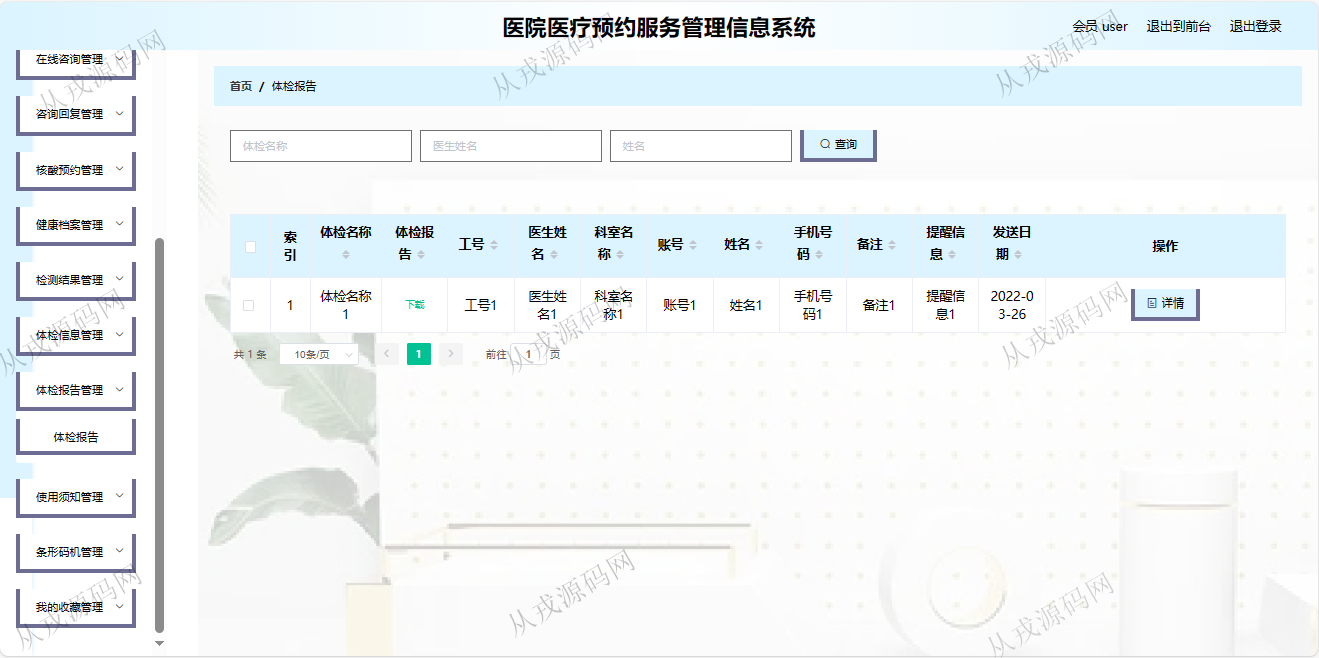 医院医疗预约服务管理信息系统
会员 user 退出到前台 退出登录
在线咨询管理
咨询回复管理
核酸预约管理
健康档案管理
检测结果管理
体检信息管理
体检报告管理
体检报告
使用须知管理
条形码机管理
我的收藏管理
首页 / 体检报告
体检名称 医生姓名 姓名 查询
索引 体检名称 体检报告 工号 医生姓名 科室名称 账号 姓名 手机号码 备注 提醒信息 发送日期 操作
1 体检名称1 下载 工号1 医生姓名1 科室名称1 账号1 姓名1 手机号码1 备注1 提醒信息1 2022-03-26 详情
共 1 条 10条/页 1 前往 1 页
从戎源码网
从戎源码网
从戎源码网
从戎源码网
从戎源码网
从戎源码网
从戎源码网
从戎源码网
从戎源码网